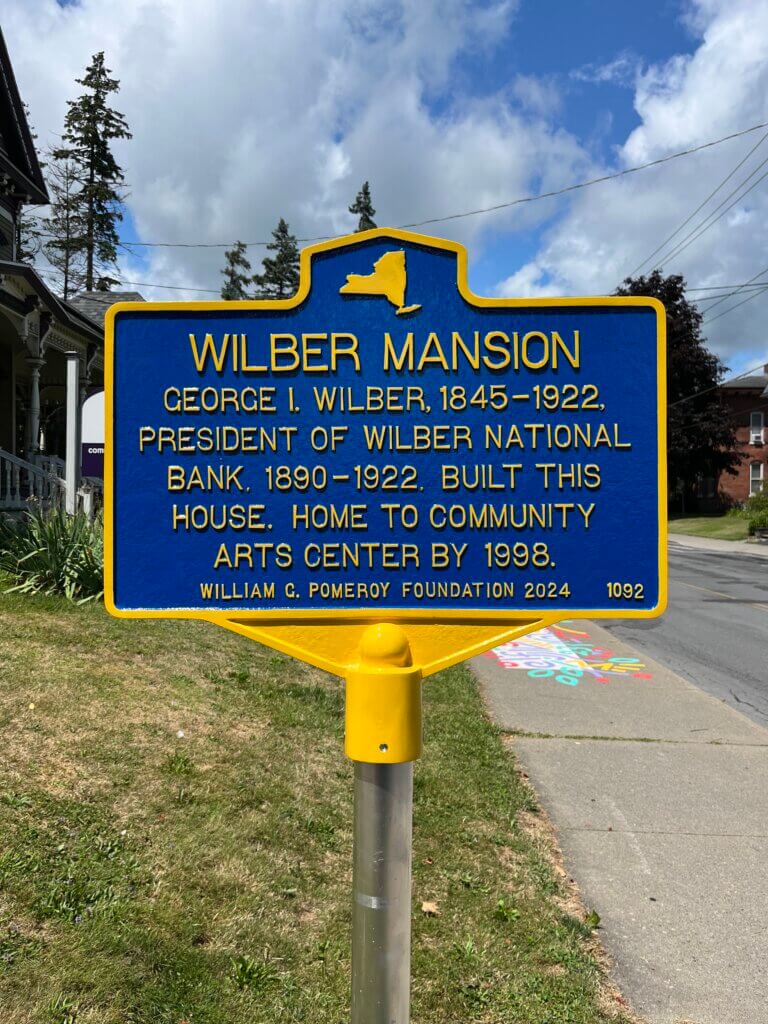 WILBER MANSION
GEORGE I. WILBER, 1845–1922,
PRESIDENT OF WILBER NATIONAL
BANK, 1890–1922, BUILT THIS
HOUSE. HOME TO COMMUNITY
ARTS CENTER BY 1998.
WILLIAM G. POMEROY FOUNDATION 2024 1092
com